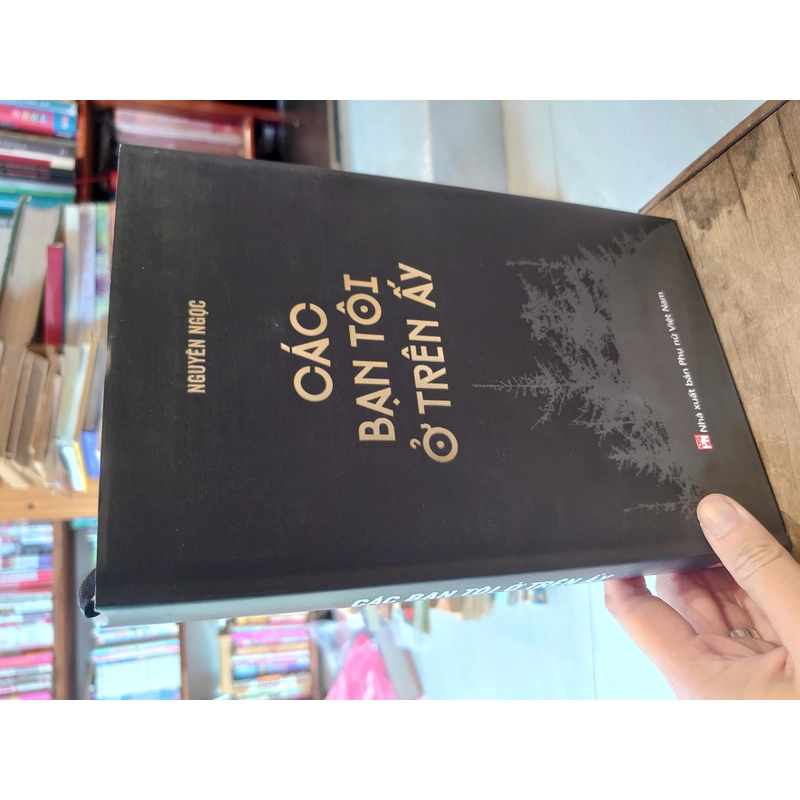 NGUYÊN NGỌC
CÁC
BẠN TÔI
Ở TRÊN ẤY
PN
Nhà xuất bản Phụ nữ Việt Nam
CÁC BẠN TÔI Ở TRÊN ẤY